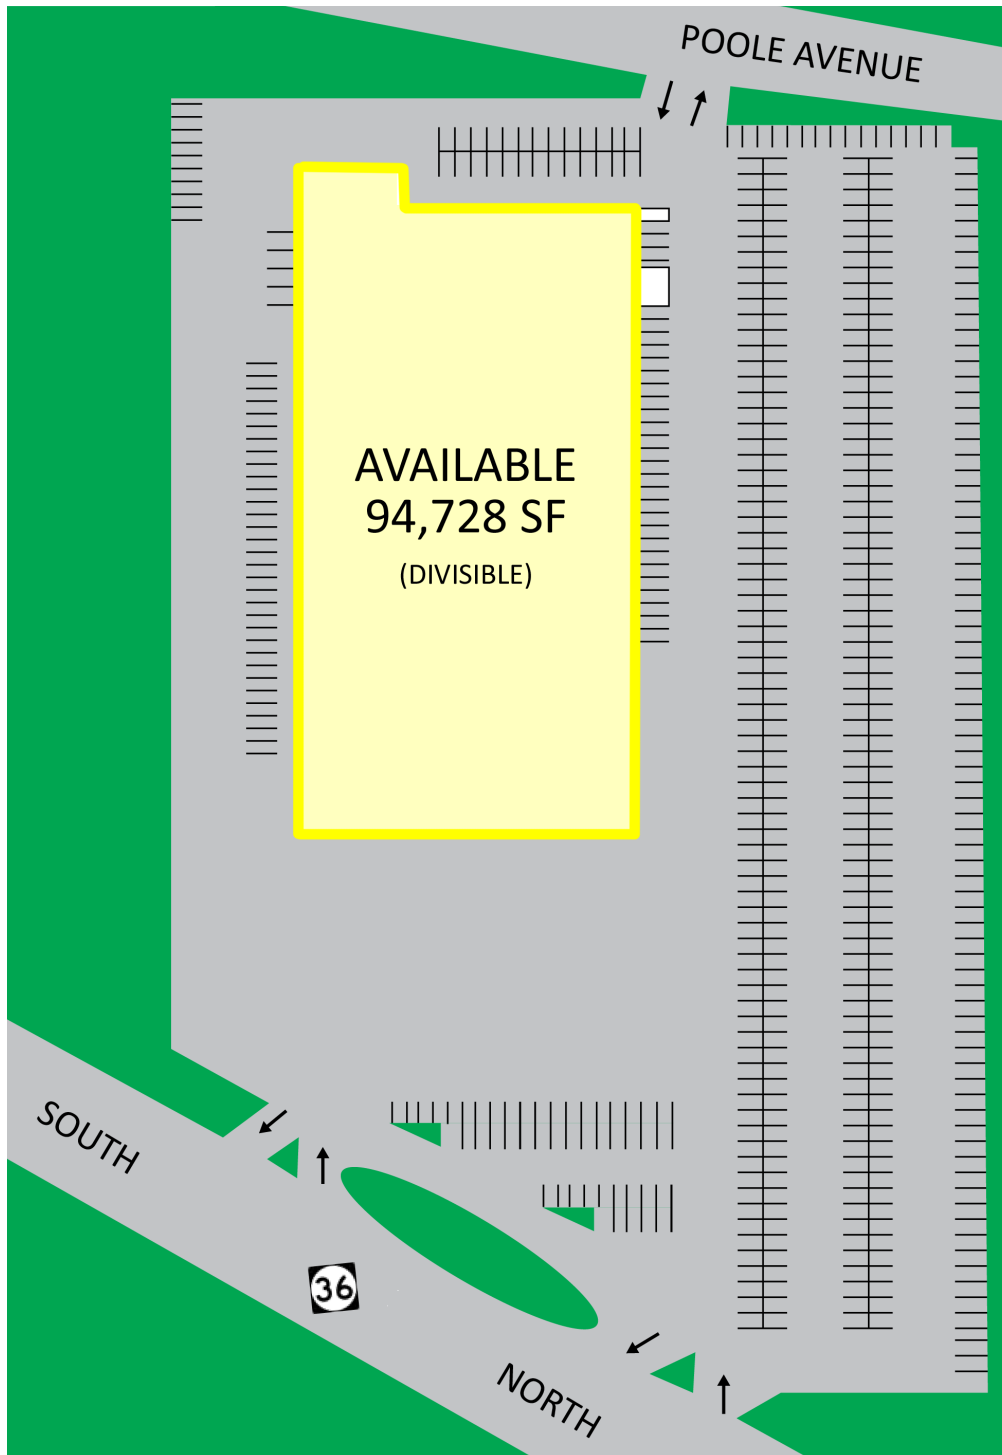 POOLE AVENUE
AVAILABLE
94,728 SF
(DIVISIBLE)
SOUTH
36
NORTH